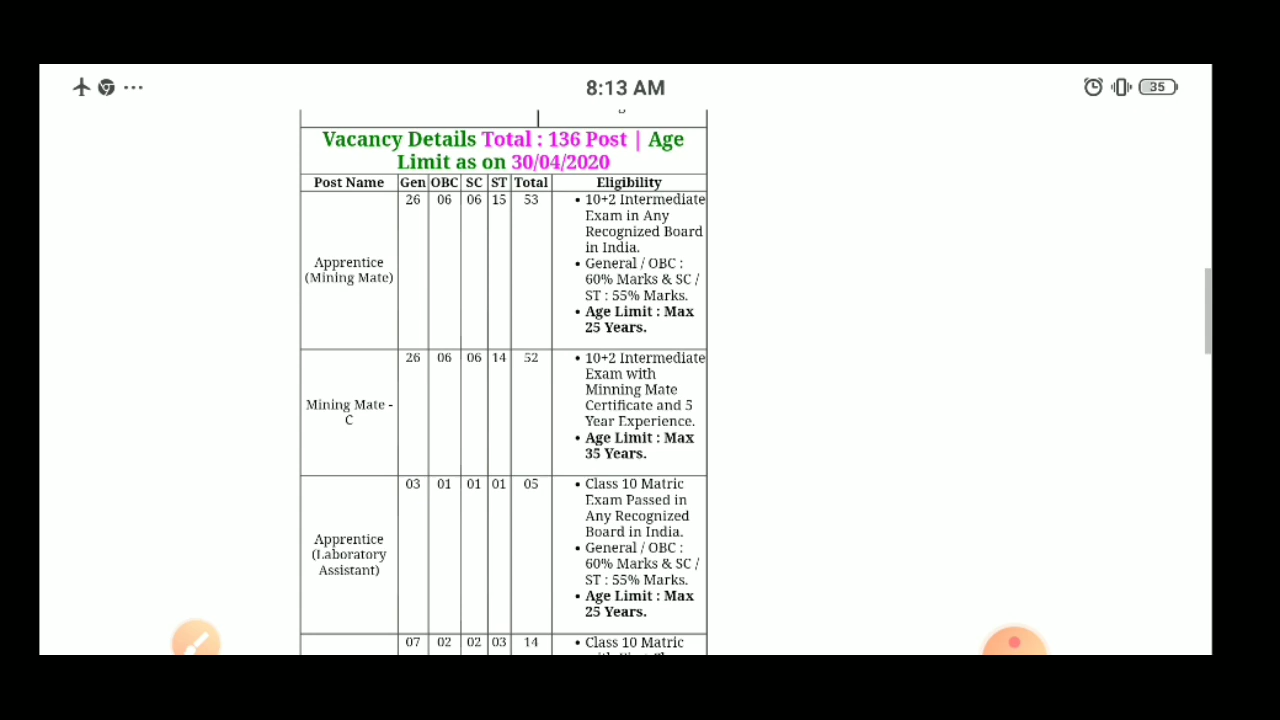 8:13 AM
35
Vacancy Details Total : 136 Post | Age
Limit as on 30/04/2020
Post Name Gen OBC SC ST Total Eligibility
Apprentice
(Mining Mate)
26 06 06 15 53
• 10+2 Intermediate
Exam in Any
Recognized Board
in India.
• General / OBC :
60% Marks & SC /
ST : 55% Marks.
• Age Limit : Max
25 Years.
Mining Mate -
C
26 06 06 14 52
• 10+2 Intermediate
Exam with
Minning Mate
Certificate and 5
Year Experience.
• Age Limit : Max
35 Years.
Apprentice
(Laboratory
Assistant)
03 01 01 01 05
• Class 10 Matric
Exam Passed in
Any Recognized
Board in India.
• General / OBC :
60% Marks & SC /
ST : 55% Marks.
• Age Limit : Max
25 Years.
07 02 02 03 14
• Class 10 Matric